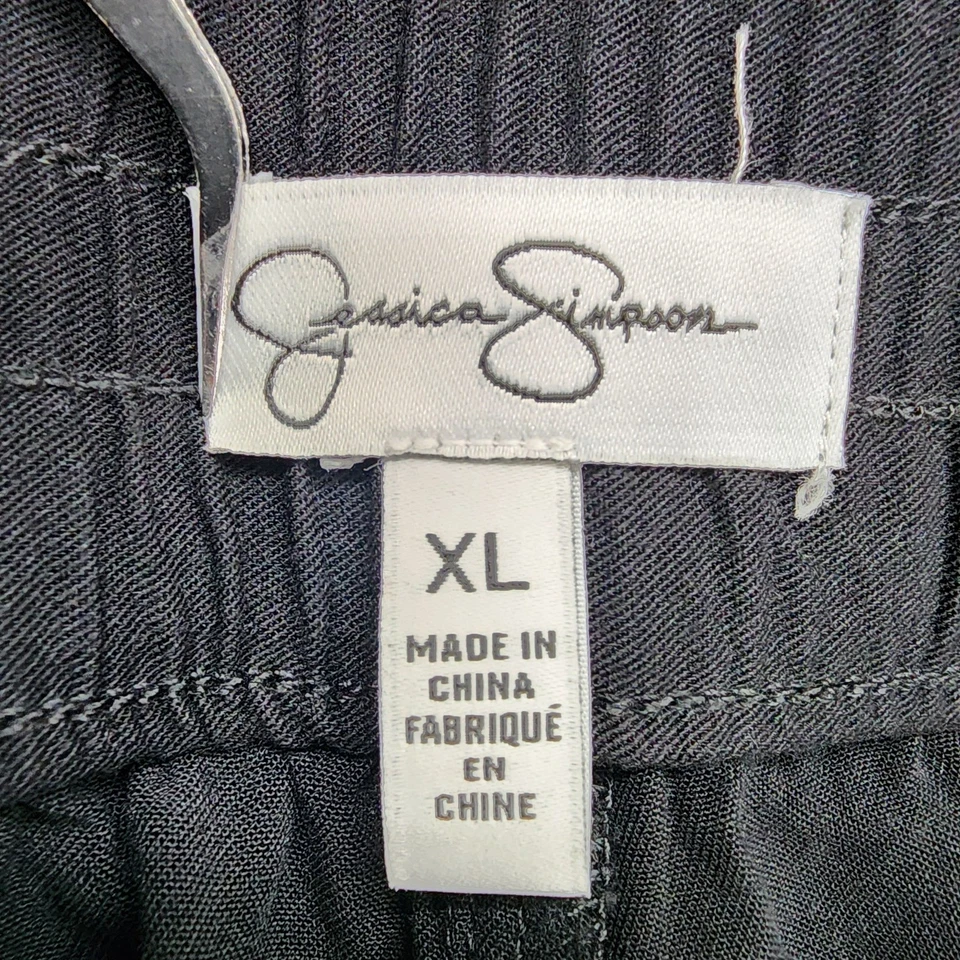 Jessica Simpson
XL
MADE IN
CHINA
FABRIQUÉ
EN
CHINE